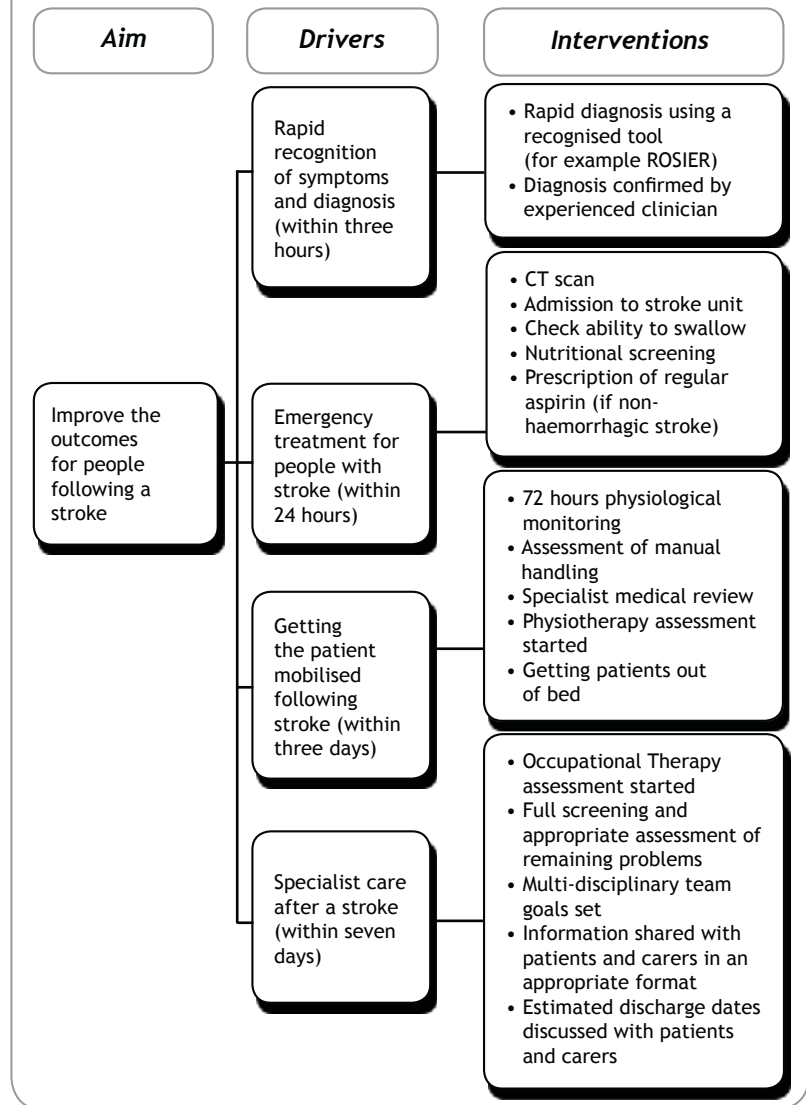 Aim
Drivers
Interventions
Improve the
outcomes
for people
following a
stroke
Rapid
recognition
of symptoms
and diagnosis
(within three
hours)
• Rapid diagnosis using a
recognised tool
(for example ROSIER)
• Diagnosis confirmed by
experienced clinician
Emergency
treatment for
people with
stroke (within
24 hours)
• CT scan
• Admission to stroke unit
• Check ability to swallow
• Nutritional screening
• Prescription of regular
aspirin (if non-
haemorrhagic stroke)
Getting
the patient
mobilised
following
stroke (within
three days)
• 72 hours physiological
monitoring
• Assessment of manual
handling
• Specialist medical review
• Physiotherapy assessment
started
• Getting patients out
of bed
Specialist care
after a stroke
(within seven
days)
• Occupational Therapy
assessment started
• Full screening and
appropriate assessment of
remaining problems
• Multi-disciplinary team
goals set
• Information shared with
patients and carers in an
appropriate format
• Estimated discharge dates
discussed with patients
and carers